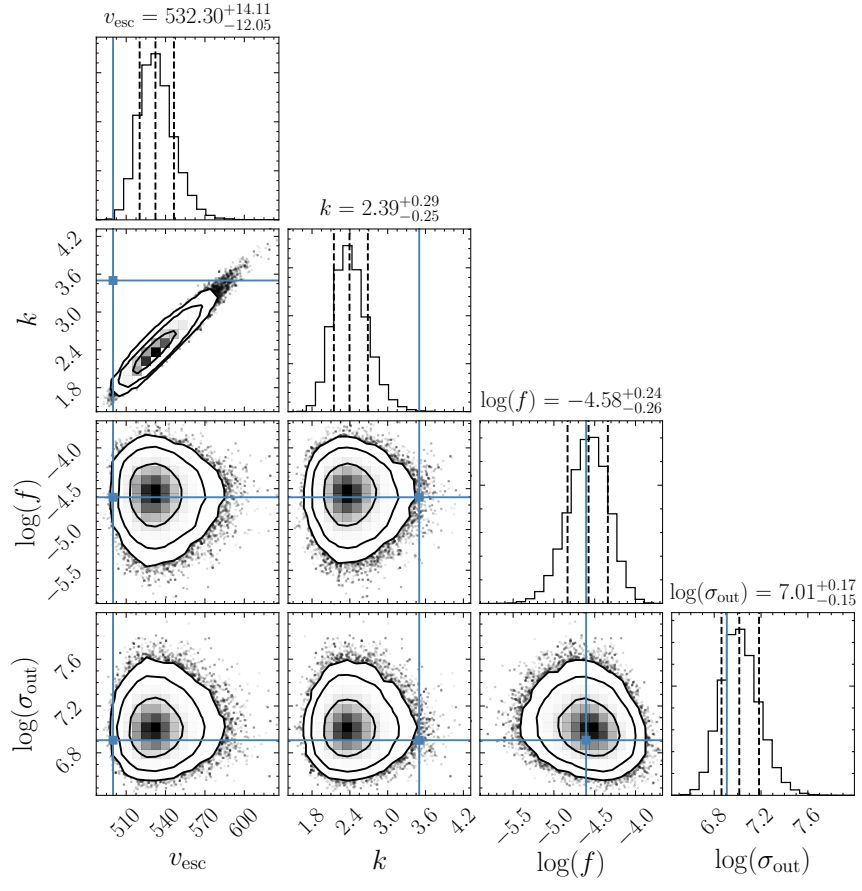 v_esc = 532.30 +14.11 −12.05
k = 2.39 +0.29 −0.25
4.2
3.6
3.0
2.4
1.8
k
log(f) = −4.58 +0.24 −0.26
−4.0
−4.5
−5.0
−5.5
log(f)
log(σ_out) = 7.01 +0.17 −0.15
7.6
7.2
6.8
log(σ_out)
510 540 570 600
1.8 2.4 3.0 3.6 4.2
−5.5 −5.0 −4.5 −4.0
6.8 7.2 7.6
v_esc k log(f) log(σ_out)